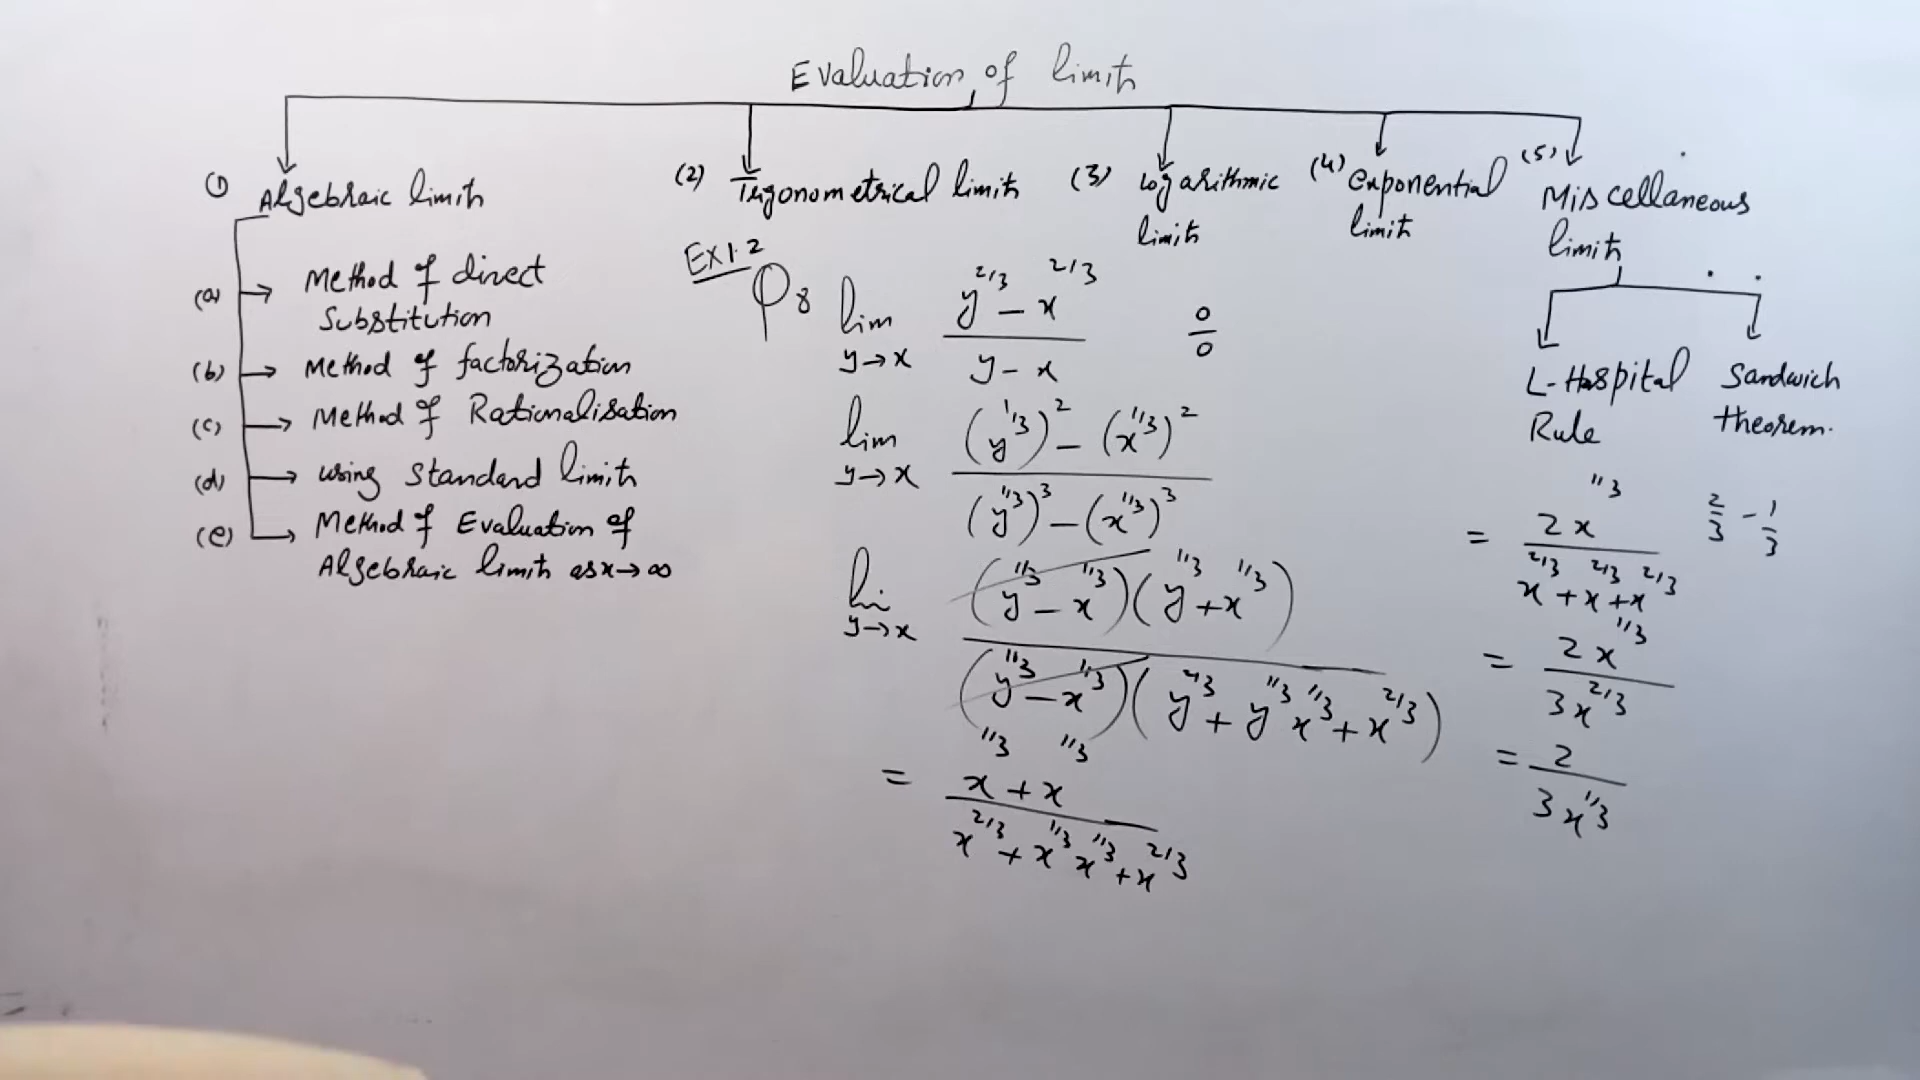 Evaluation of limits
(1) Algebraic limits
(2) Trigonometrical limits
(3) Logarithmic limits
(4) exponential limits
(5) Miscellaneous limits
(a) → Method of direct Substitution
(b) → Method of factorization
(c) → Method of Rationalisation
(d) → using Standard limits
(e) → Method of Evaluation of Algebraic limits as x→∞
L-Hospital Rule
Sandwich theorem.
Ex 1.2
Q8 lim y→x (y^2/3 - x^2/3)/(y - x) 0/0
lim y→x ((y^1/3)^2 - (x^1/3)^2)/((y^1/3)^3 - (x^1/3)^3)
li y→x (y^1/3 - x^1/3)(y^1/3 + x^1/3)/(y^1/3 - x^1/3)(y^2/3 + y^1/3 x^1/3 + x^2/3)
= (x^1/3 + x^1/3)/(x^2/3 + x^1/3 x^1/3 + x^2/3)
= 2x^1/3/(x^2/3 + x^2/3 + x^2/3) 2/3 - 1/3
= 2x^1/3/3x^2/3
= 2/3x^1/3